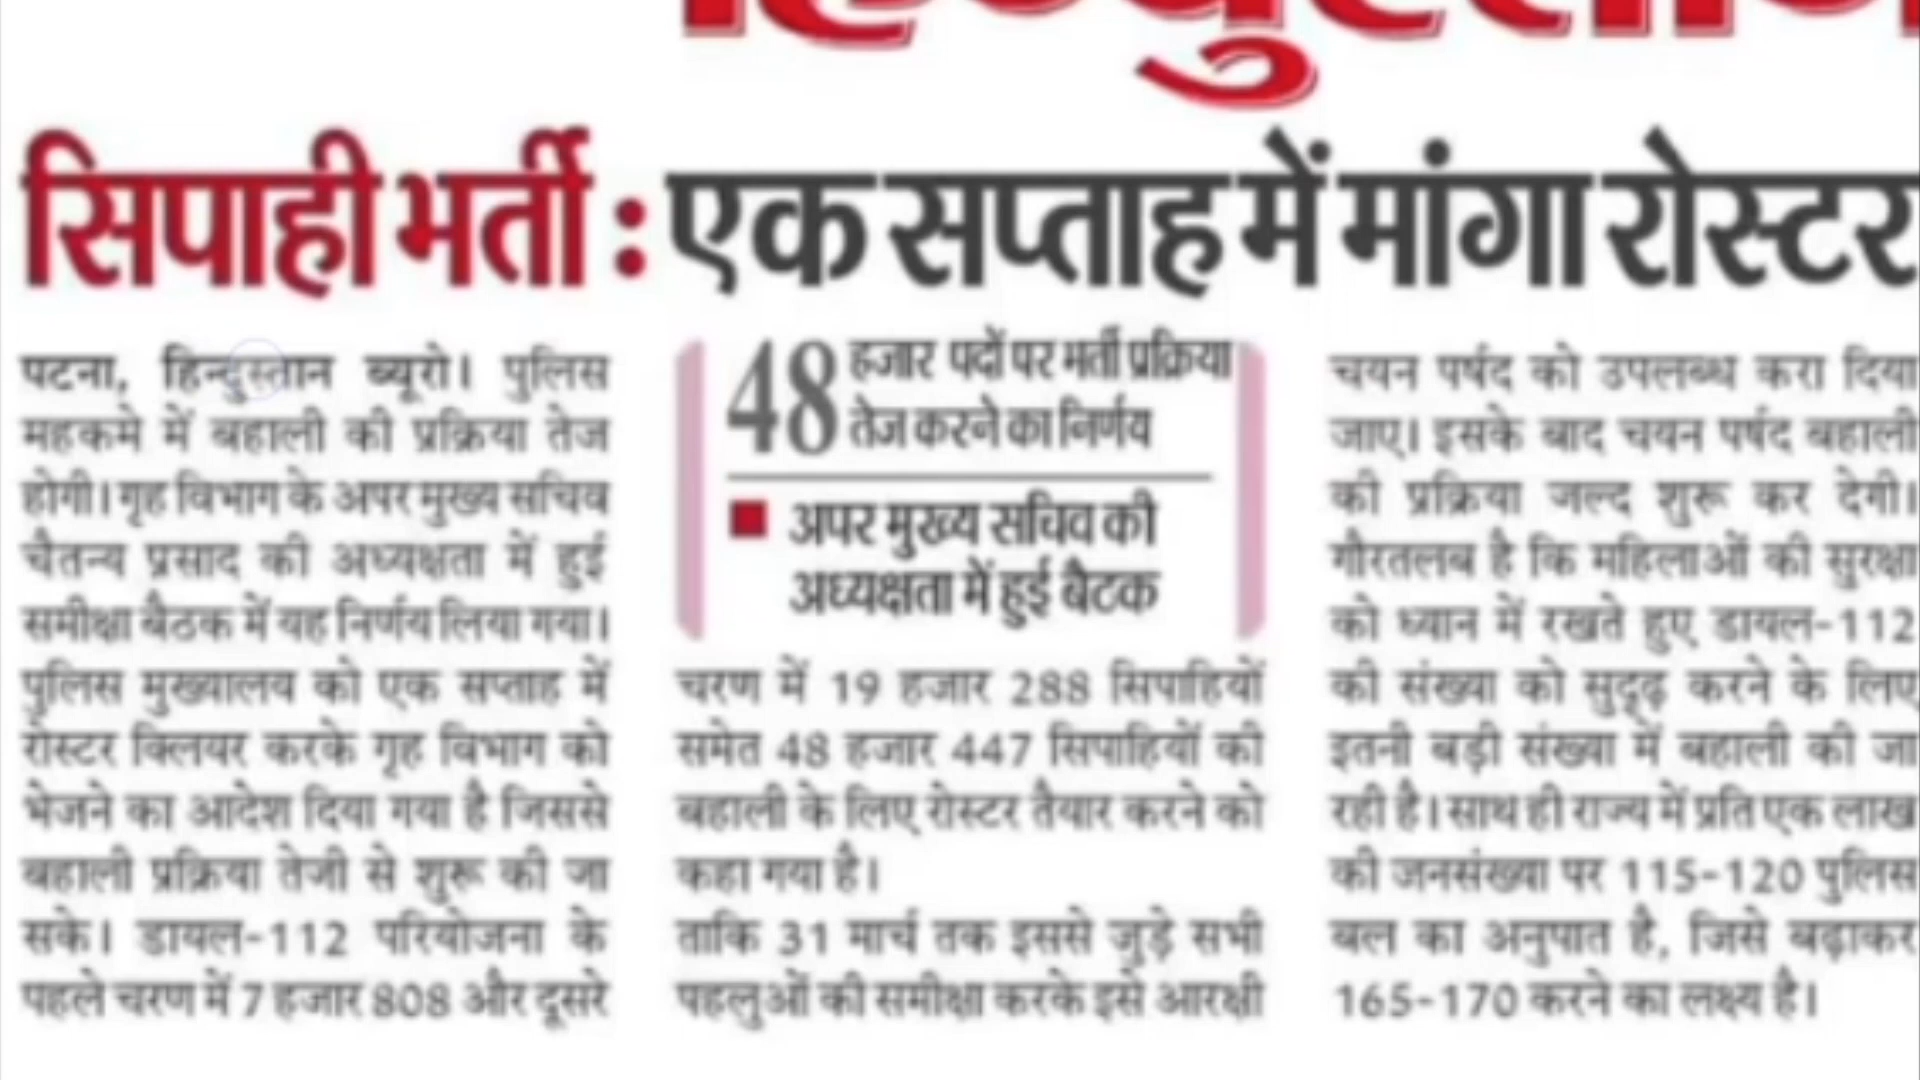 सिपाही भर्ती : एक सप्ताह में मांगा रोस्टर
पटना, हिन्दुस्तान ब्यूरो। पुलिस
महकमे में बहाली की प्रक्रिया तेज
होगी। गृह विभाग के अपर मुख्य सचिव
चैतन्य प्रसाद की अध्यक्षता में हुई
समीक्षा बैठक में यह निर्णय लिया गया।
पुलिस मुख्यालय को एक सप्ताह में
रोस्टर क्लियर करके गृह विभाग को
भेजने का आदेश दिया गया है जिससे
बहाली प्रक्रिया तेजी से शुरू की जा
सके। डायल-112 परियोजना के
पहले चरण में 7 हजार 808 और दूसरे
48 हजार पदों पर भर्ती प्रक्रिया
तेज करने का निर्णय
अपर मुख्य सचिव की
अध्यक्षता में हुई बैटक
चरण में 19 हजार 288 सिपाहियों
समेत 48 हजार 447 सिपाहियों की
बहाली के लिए रोस्टर तैयार करने को
कहा गया है।
ताकि 31 मार्च तक इससे जुड़े सभी
पहलुओं की समीक्षा करके इसे आरक्षी
चयन पर्षद को उपलब्ध करा दिया
जाए। इसके बाद चयन पर्षद बहाली
की प्रक्रिया जल्द शुरू कर देगी।
गौरतलब है कि महिलाओं की सुरक्षा
को ध्यान में रखते हुए डायल-112
की संख्या को सुदृढ़ करने के लिए
इतनी बड़ी संख्या में बहाली की जा
रही है। साथ ही राज्य में प्रति एक लाख
की जनसंख्या पर 115-120 पुलिस
बल का अनुपात है, जिसे बढ़ाकर
165-170 करने का लक्ष्य है।